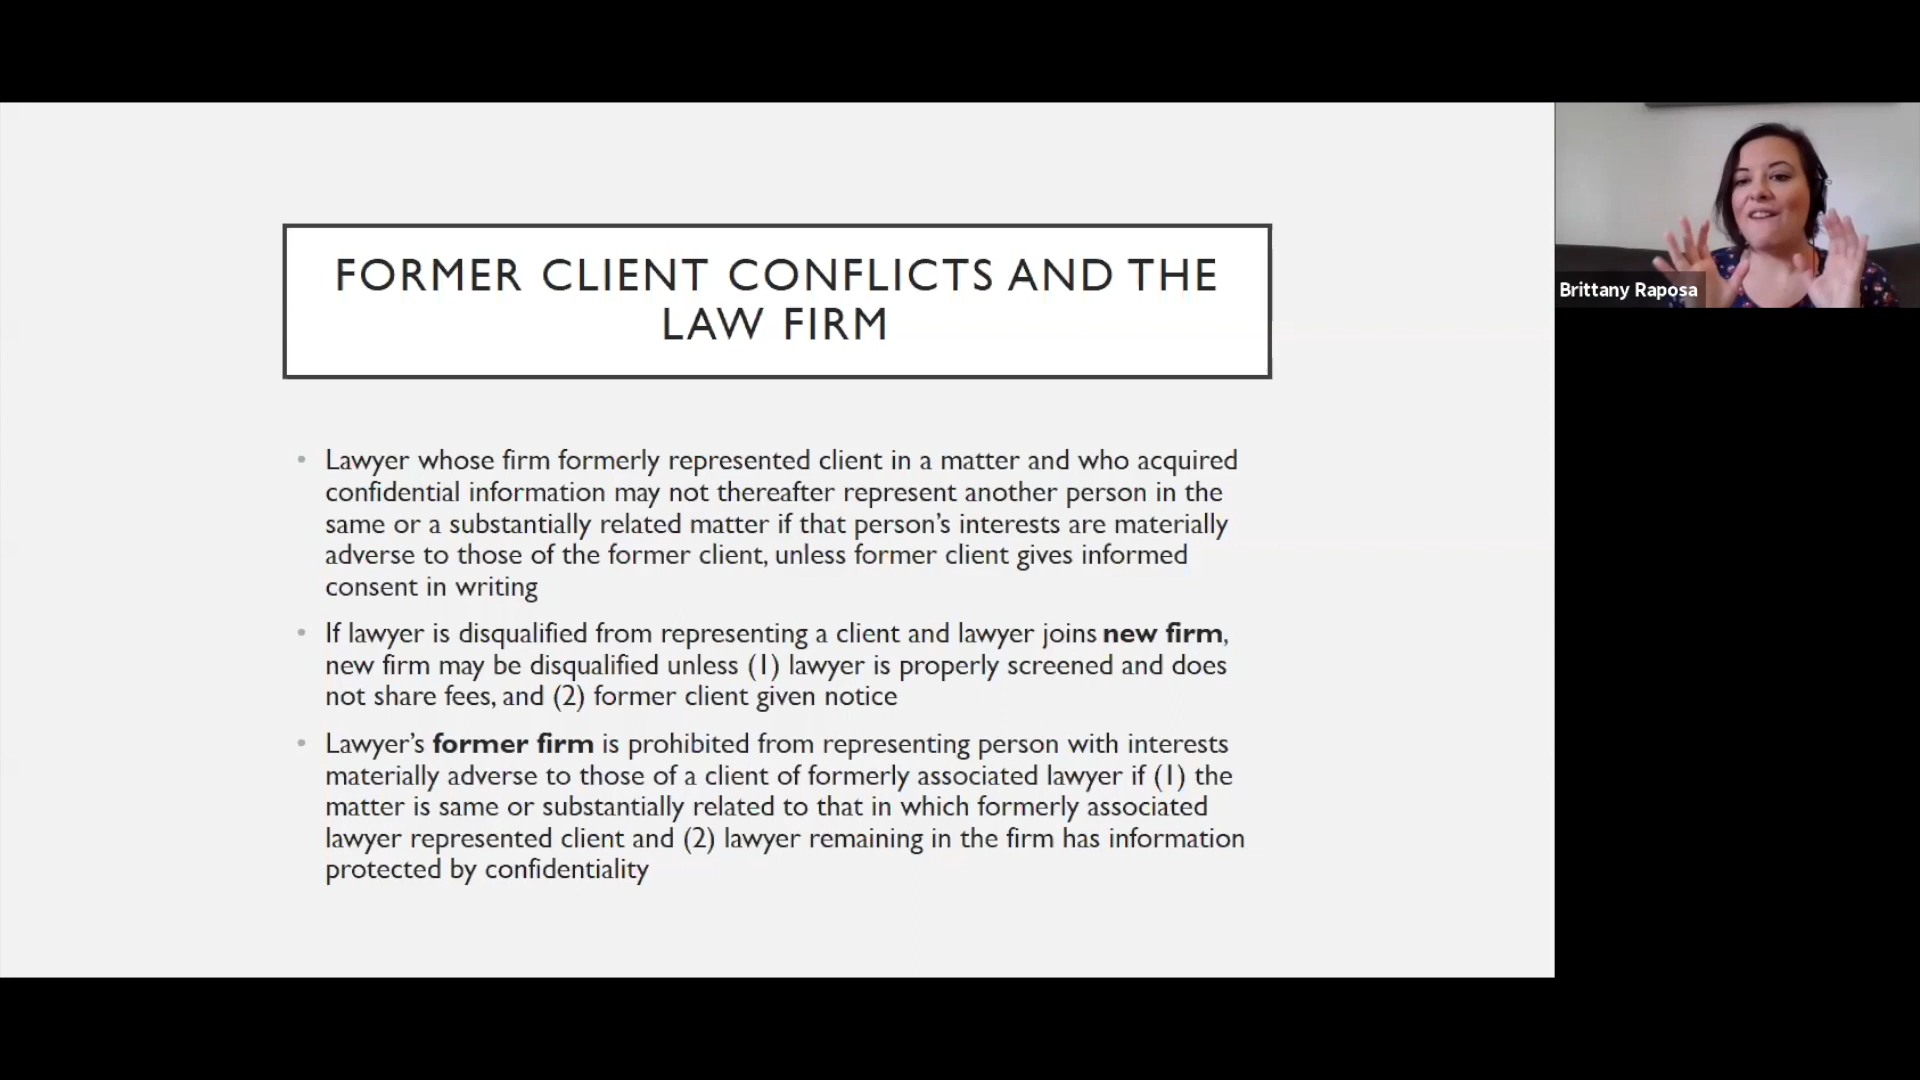 FORMER CLIENT CONFLICTS AND THE
LAW FIRM
• Lawyer whose firm formerly represented client in a matter and who acquired
confidential information may not thereafter represent another person in the
same or a substantially related matter if that person’s interests are materially
adverse to those of the former client, unless former client gives informed
consent in writing
• If lawyer is disqualified from representing a client and lawyer joins new firm,
new firm may be disqualified unless (1) lawyer is properly screened and does
not share fees, and (2) former client given notice
• Lawyer’s former firm is prohibited from representing person with interests
materially adverse to those of a client of formerly associated lawyer if (1) the
matter is same or substantially related to that in which formerly associated
lawyer represented client and (2) lawyer remaining in the firm has information
protected by confidentiality
Brittany Raposa